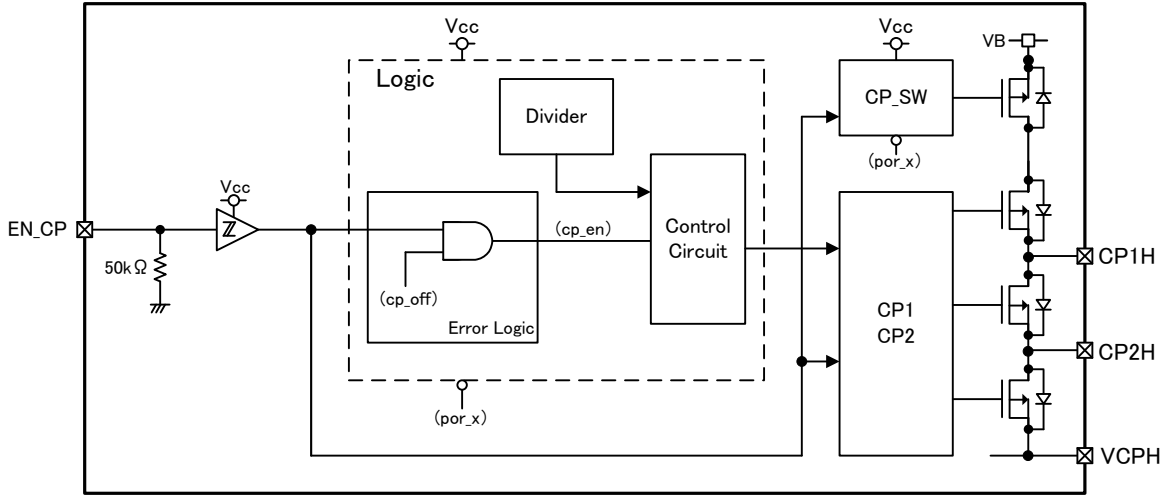 Vcc
Logic
Divider
Vcc
CP_SW
(por_x)
VB
EN_CP
50kΩ
Vcc
(cp_off)
Error Logic
(cp_en)
Control
Circuit
(por_x)
CP1
CP2
CP1H
CP2H
VCPH